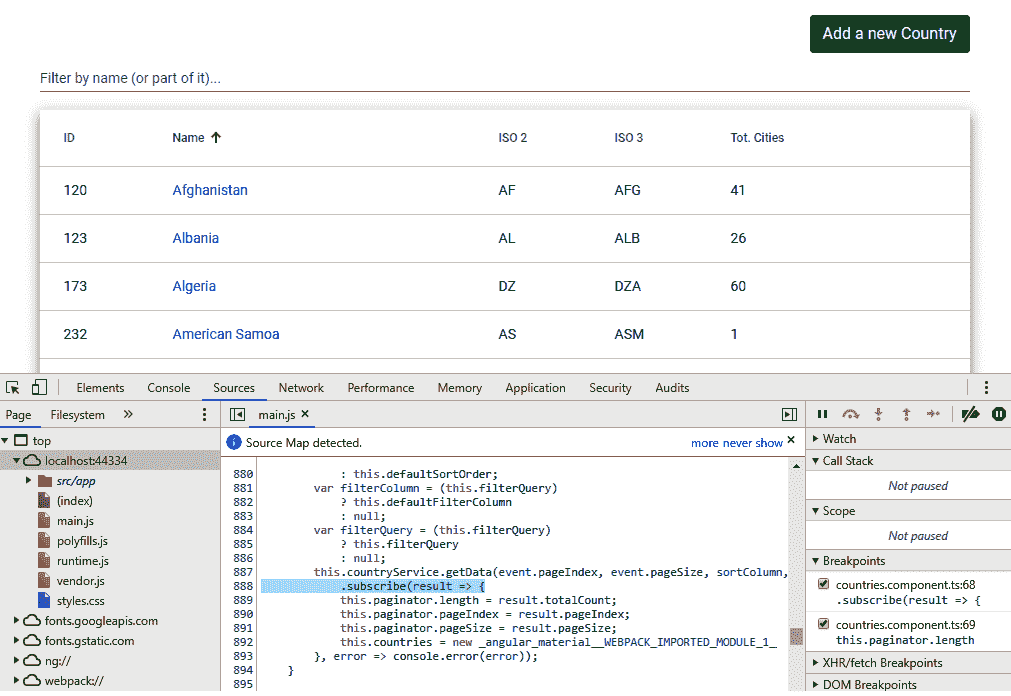 Add a new Country
Filter by name (or part of it)...
ID Name ISO 2 ISO 3 Tot. Cities
120 Afghanistan AF AFG 41
123 Albania AL ALB 26
173 Algeria DZ DZA 60
232 American Samoa AS ASM 1
Elements Console Sources Network Performance Memory Application Security Audits
Page Filesystem » main.js ×
top
localhost:44334
src/app
(index)
main.js
polyfills.js
runtime.js
vendor.js
styles.css
fonts.googleapis.com
fonts.gstatic.com
ng://
webpack://
Source Map detected. more never show ×
880 : this.defaultSortOrder;
881 var filterColumn = (this.filterQuery)
882 ? this.defaultFilterColumn
883 : null;
884 var filterQuery = (this.filterQuery)
885 ? this.filterQuery
886 : null;
887 this.countryService.getData(event.pageIndex, event.pageSize, sortColumn,
888 .subscribe(result => {
889 this.paginator.length = result.totalCount;
890 this.paginator.pageIndex = result.pageIndex;
891 this.paginator.pageSize = result.pageSize;
892 this.countries = new _angular_material__WEBPACK_IMPORTED_MODULE_1_
893 }, error => console.error(error));
894 }
895
Watch
Call Stack
Not paused
Scope
Not paused
Breakpoints
countries.component.ts:68
.subscribe(result => {
countries.component.ts:69
this.paginator.length
XHR/fetch Breakpoints
DOM Breakpoints